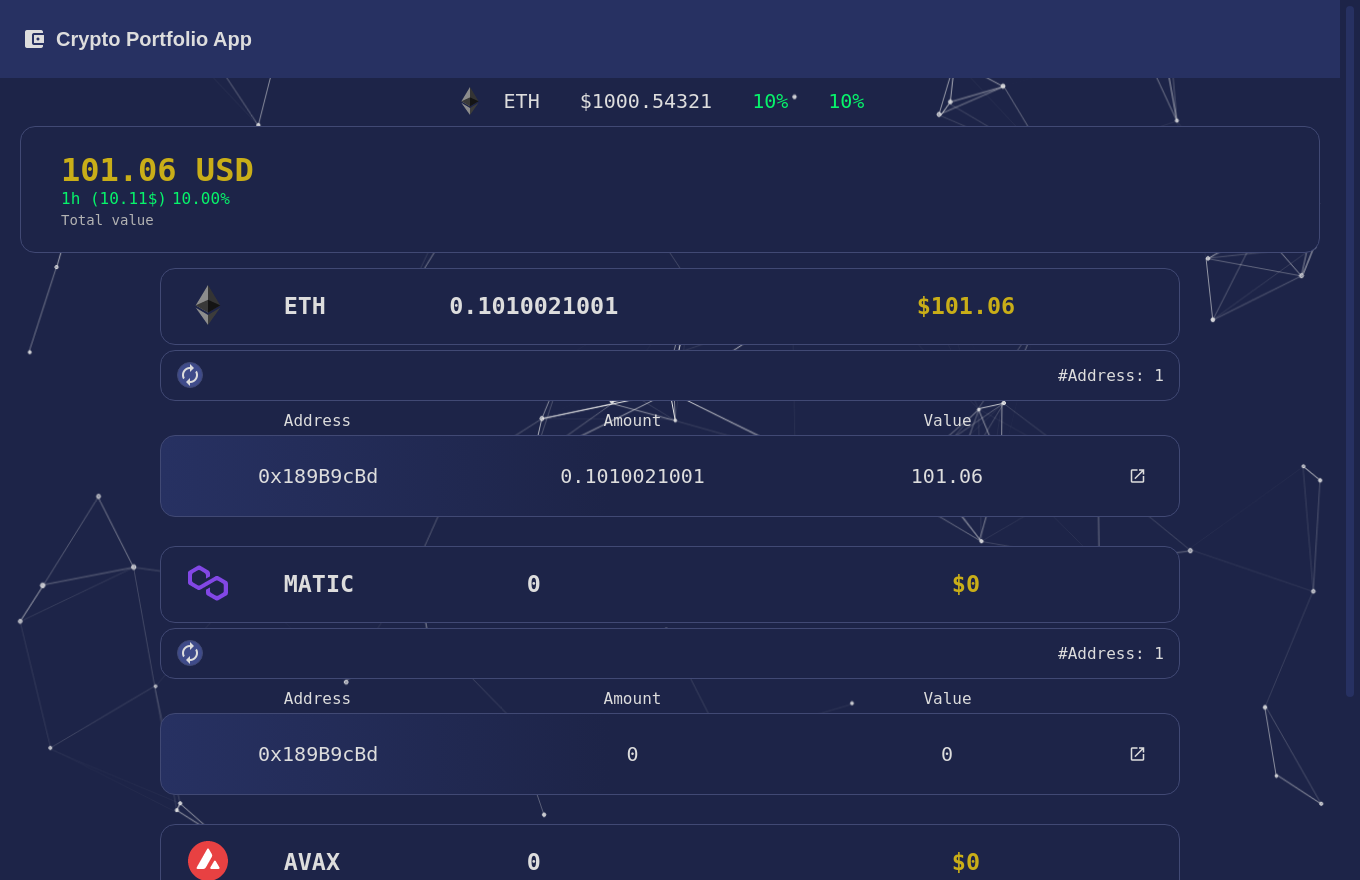 Crypto Portfolio App
ETH $1000.54321 10% 10%
101.06 USD
1h (10.11$) 10.00%
Total value
ETH 0.1010021001 $101.06
#Address: 1
Address Amount Value
0x189B9cBd 0.1010021001 101.06
MATIC 0 $0
#Address: 1
Address Amount Value
0x189B9cBd 0 0
AVAX 0 $0